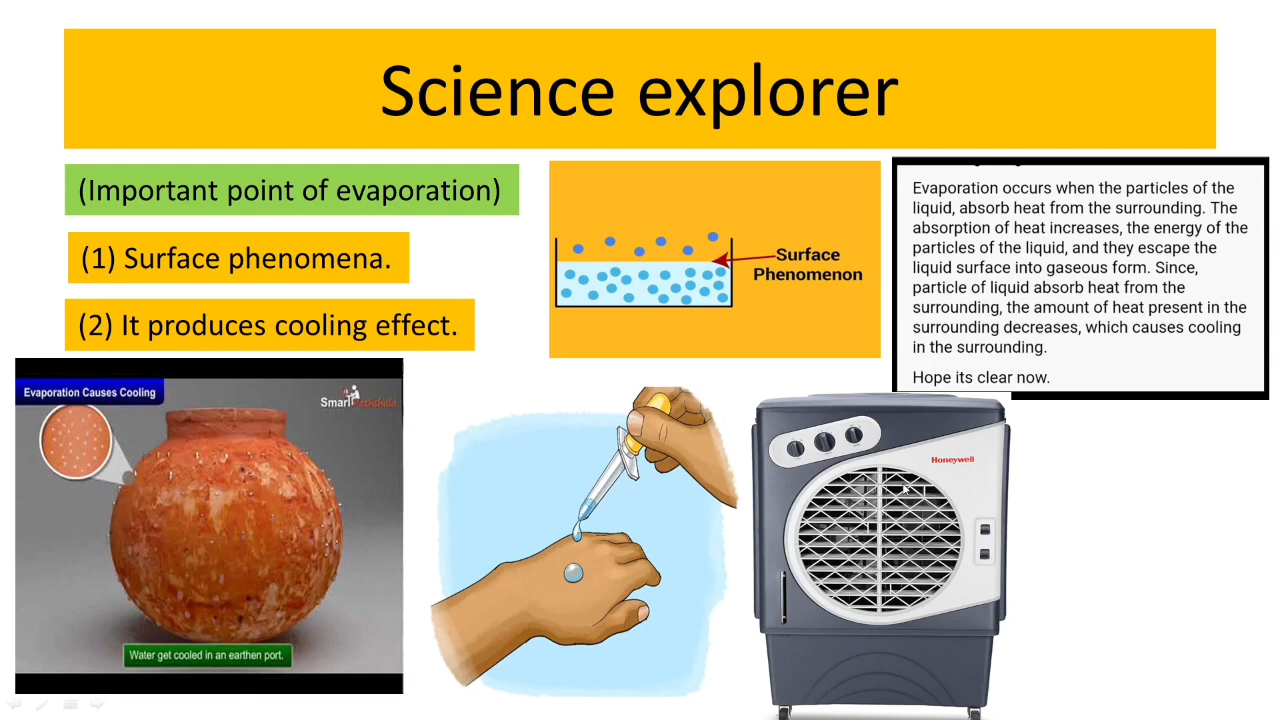 Science explorer
(Important point of evaporation)
(1) Surface phenomena.
(2) It produces cooling effect.
Surface
Phenomenon
Evaporation occurs when the particles of the
liquid, absorb heat from the surrounding. The
absorption of heat increases, the energy of the
particles of the liquid, and they escape the
liquid surface into gaseous form. Since,
particle of liquid absorb heat from the
surrounding, the amount of heat present in the
surrounding decreases, which causes cooling
in the surrounding.
Hope its clear now.
Evaporation Causes Cooling
Smart Pathshala
Water get cooled in an earthen port.
Honeywell